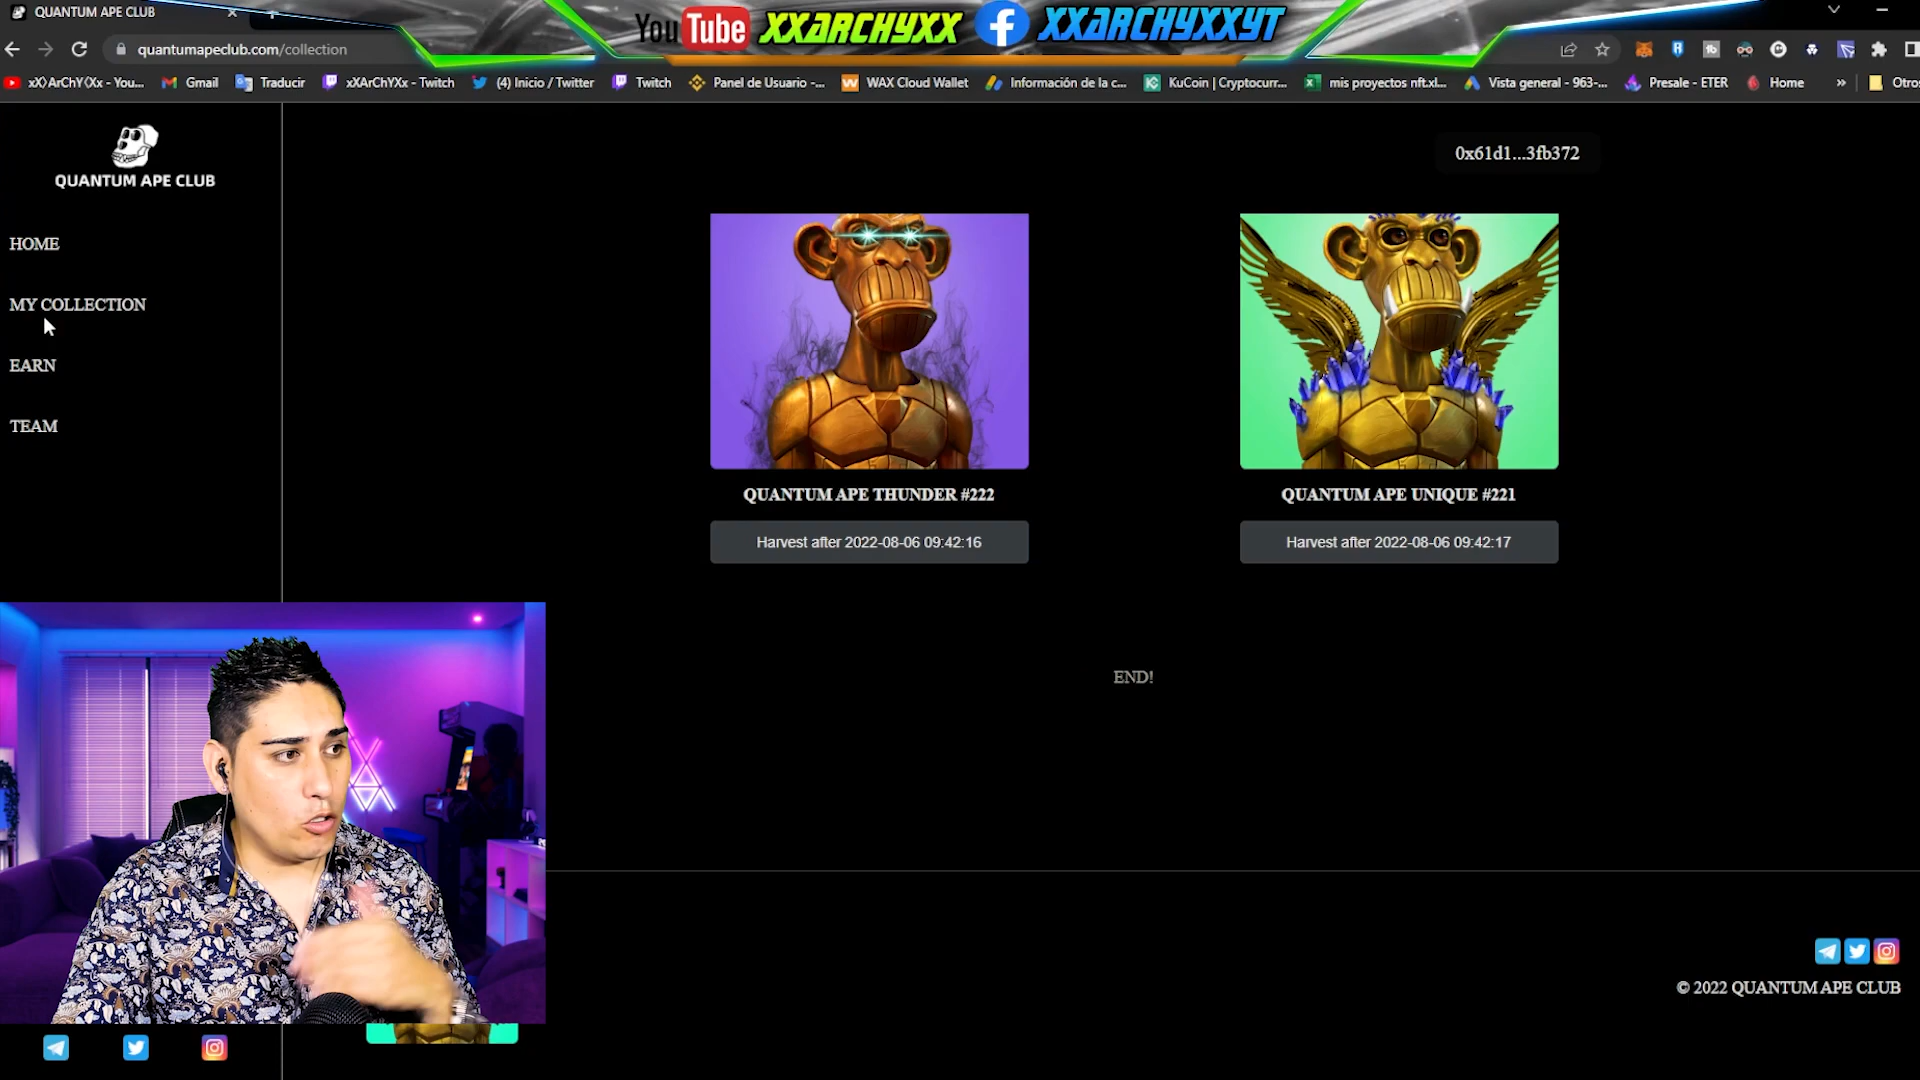 QUANTUM APE CLUB
YouTube XXARCHYXX XXARCHYXXYT
quantumapeclub.com/collection
xX)ArChY(Xx - You...
Gmail
Traducir
xXArChYXx - Twitch
(4) Inicio / Twitter
Twitch
Panel de Usuario -...
WAX Cloud Wallet
Información de la c...
KuCoin | Cryptocurr...
mis proyectos nft.xl...
Vista general - 963-...
Presale - ETER
Home
»
Otros
QUANTUM APE CLUB
0x61d1...3fb372
HOME
MY COLLECTION
EARN
TEAM
QUANTUM APE THUNDER #222
QUANTUM APE UNIQUE #221
Harvest after 2022-08-06 09:42:16
Harvest after 2022-08-06 09:42:17
END!
© 2022 QUANTUM APE CLUB